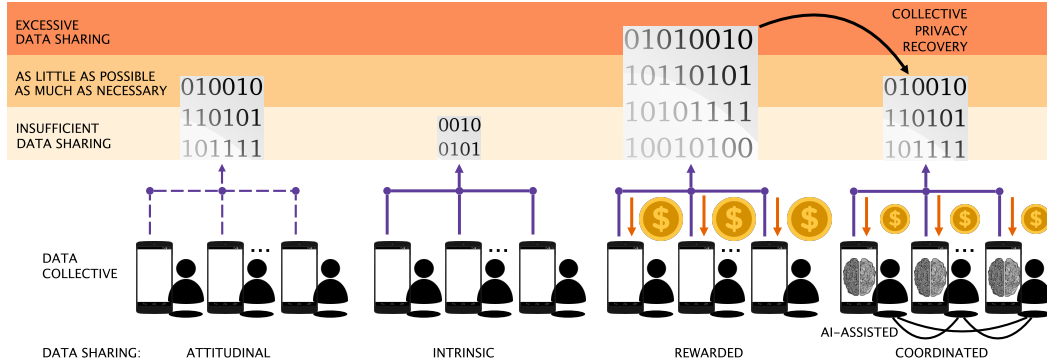 EXCESSIVE
DATA SHARING
COLLECTIVE
PRIVACY
RECOVERY
AS LITTLE AS POSSIBLE
AS MUCH AS NECESSARY
INSUFFICIENT
DATA SHARING
010010
110101
101111
0010
0101
01010010
10110101
10101111
10010100
010010
110101
101111
$ $ $ $ $ $
... ... ... ...
DATA
COLLECTIVE
AI-ASSISTED
DATA SHARING: ATTITUDINAL INTRINSIC REWARDED COORDINATED